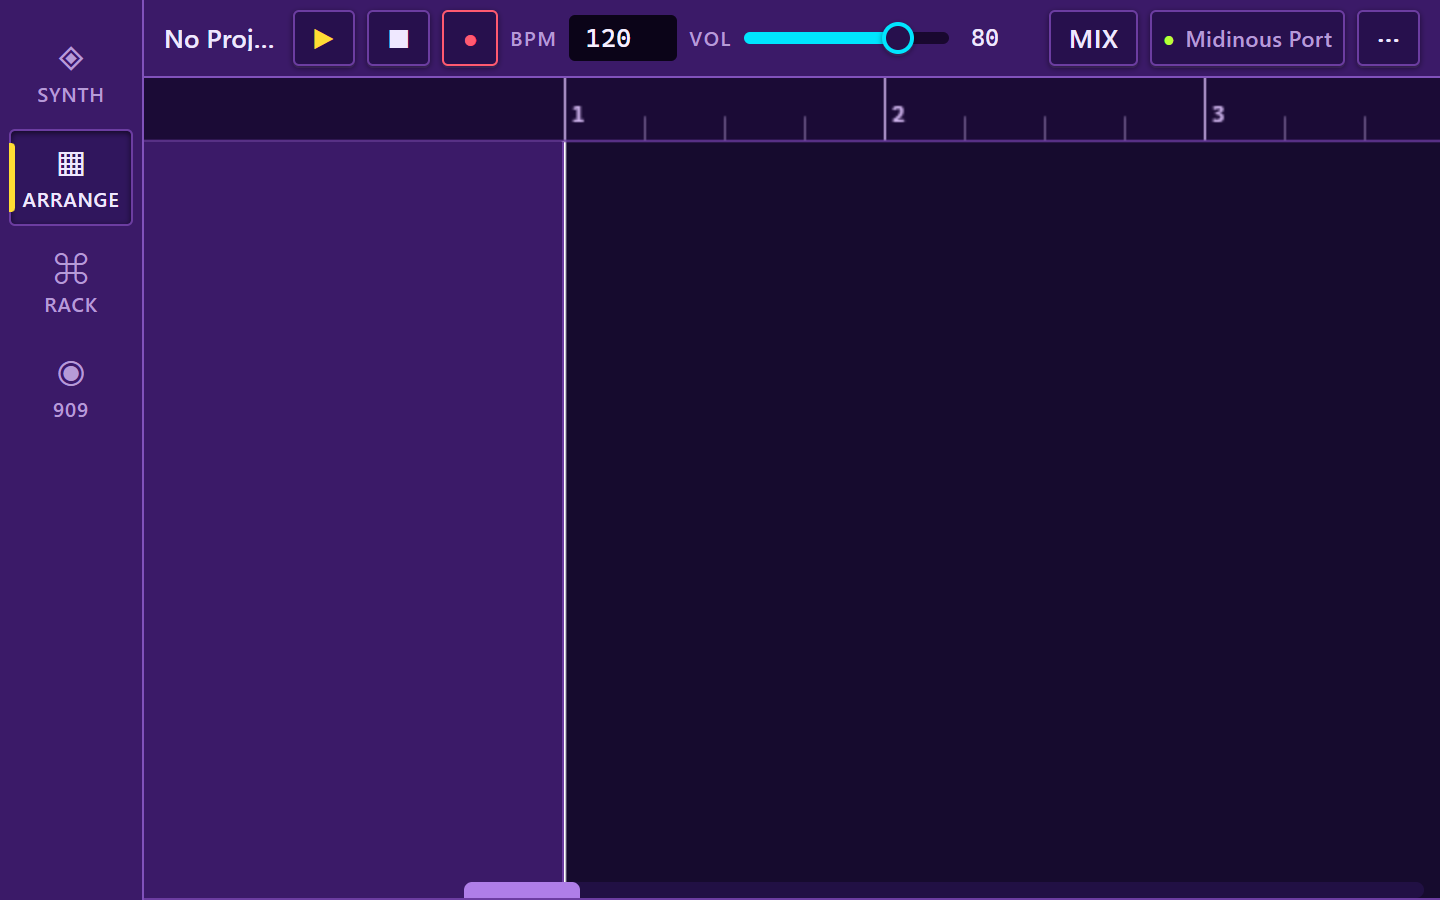 SYNTH
ARRANGE
RACK
909
No Proj...
BPM
120
VOL
80
MIX
Midinous Port
...
1
2
3